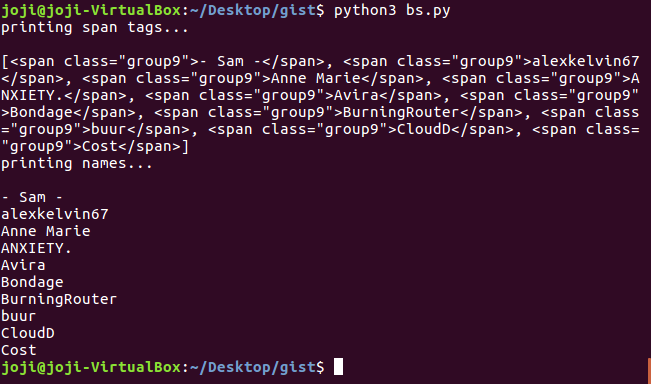 joji@joji-VirtualBox:~/Desktop/gist$ python3 bs.py
printing span tags...
[<span class="group9">- Sam -</span>, <span class="group9">alexkelvin67
</span>, <span class="group9">Anne Marie</span>, <span class="group9">A
NXIETY.</span>, <span class="group9">Avira</span>, <span class="group9"
>Bondage</span>, <span class="group9">BurningRouter</span>, <span class
="group9">buur</span>, <span class="group9">CloudD</span>, <span class=
"group9">Cost</span>]
printing names...
- Sam -
alexkelvin67
Anne Marie
ANXIETY.
Avira
Bondage
BurningRouter
buur
CloudD
Cost
joji@joji-VirtualBox:~/Desktop/gist$